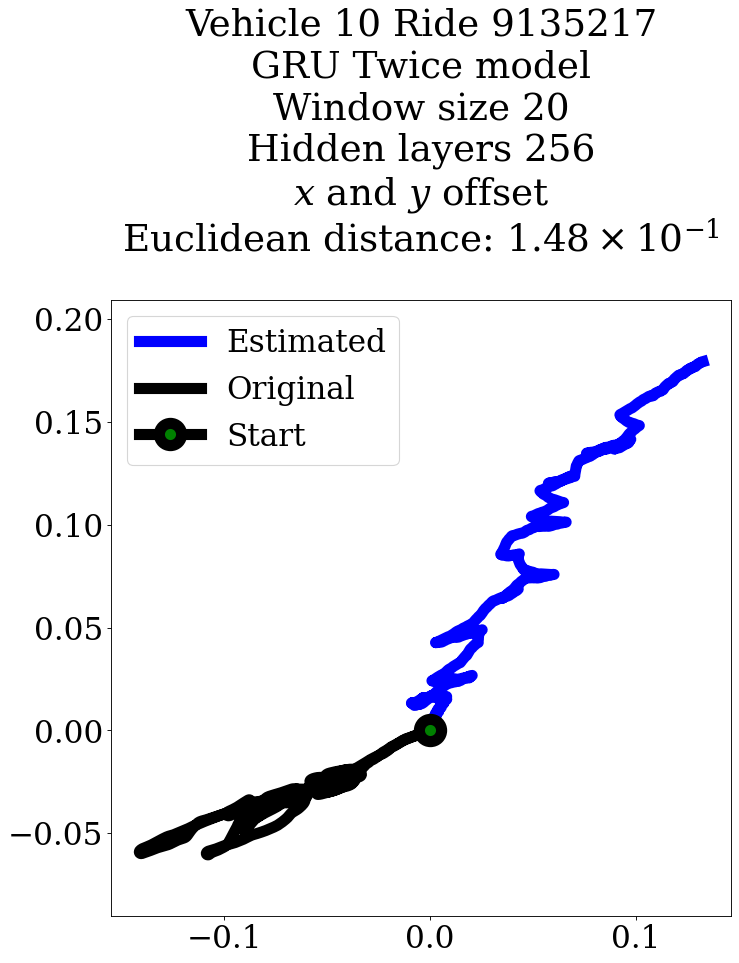 Vehicle 10 Ride 9135217
GRU Twice model
Window size 20
Hidden layers 256
x and y offset
Euclidean distance: 1.48 × 10⁻¹
0.20
0.15
0.10
0.05
0.00
−0.05
Estimated
Original
Start
−0.1
0.0
0.1